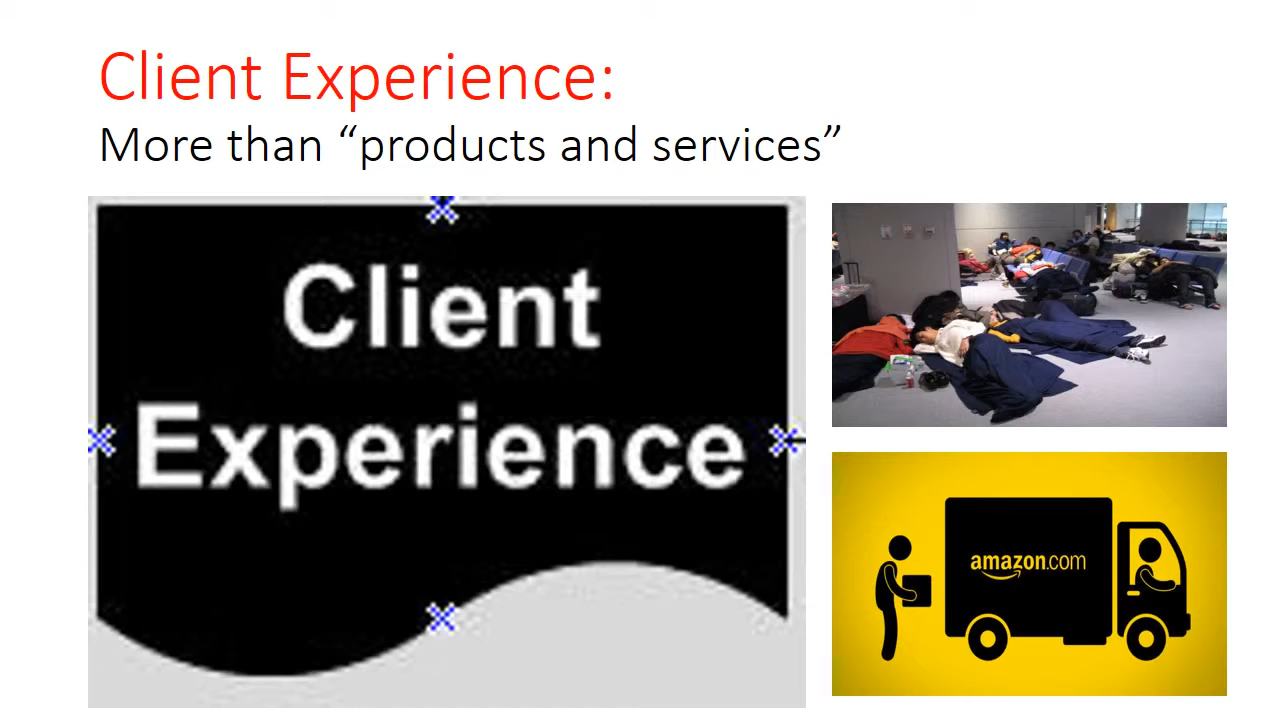 Client Experience:
More than “products and services”
Client
Experience
amazon.com